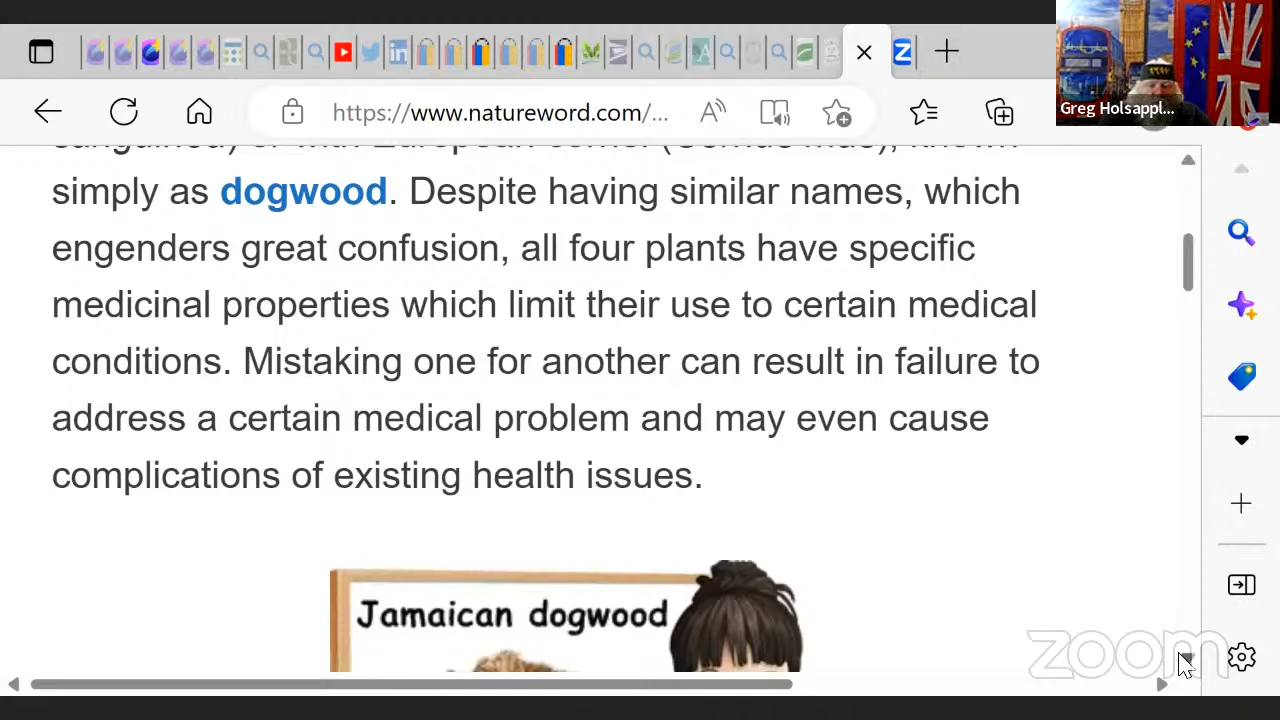 https://www.natureword.com/...
Greg Holsappl...
simply as dogwood. Despite having similar names, which
engenders great confusion, all four plants have specific
medicinal properties which limit their use to certain medical
conditions. Mistaking one for another can result in failure to
address a certain medical problem and may even cause
complications of existing health issues.
Jamaican dogwood
zoom